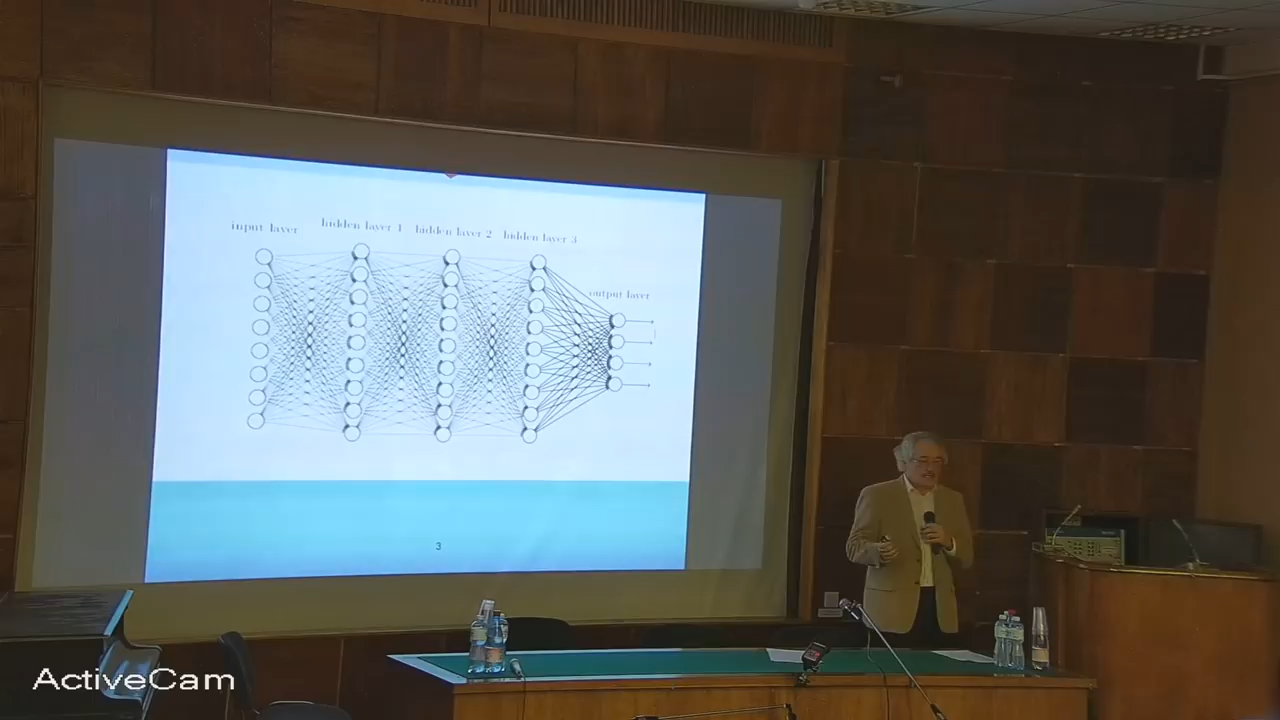 input layer
hidden layer 1
hidden layer 2
hidden layer 3
output layer
3
ActiveCam